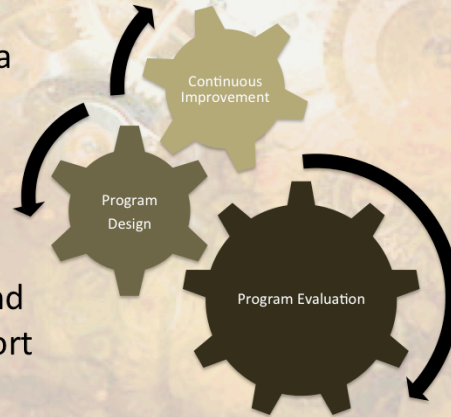 a
Continuous
Improvement
Program
Design
Program Evaluation
nd
ort